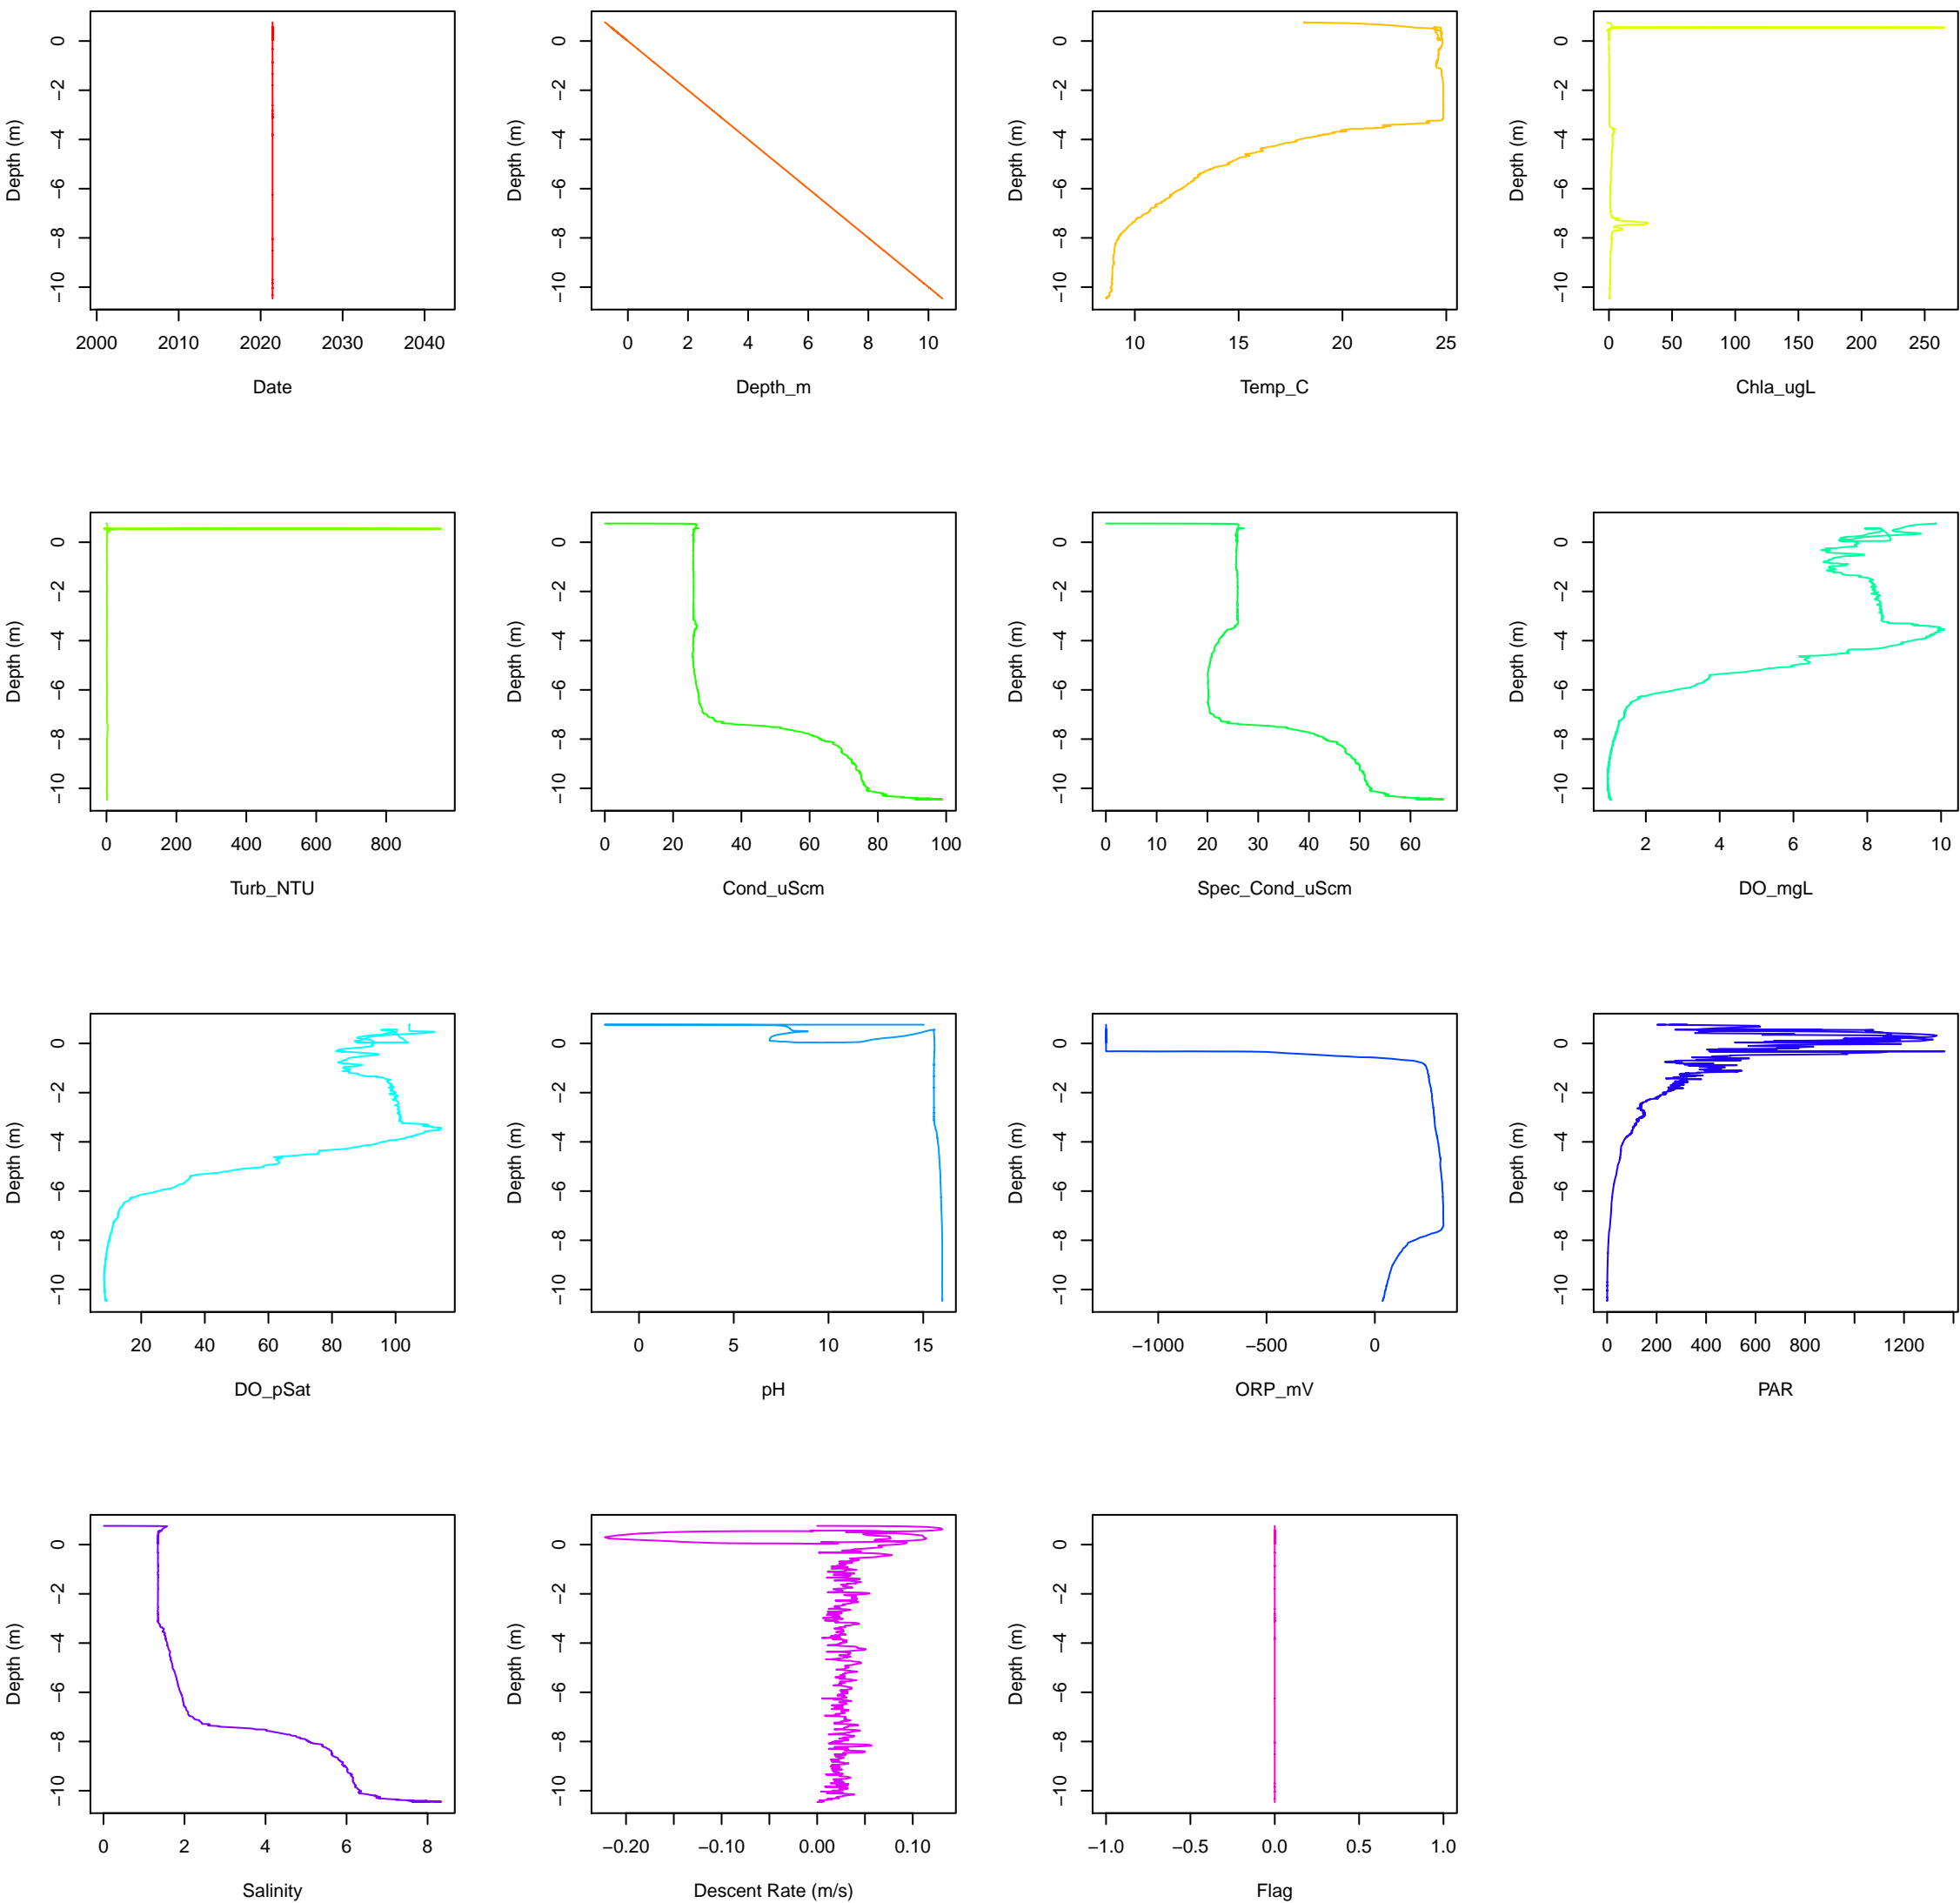 Depth (m)
0
−2
−4
−6
−8
−10
2000 2010 2020 2030 2040
Date
Depth (m)
0
−2
−4
−6
−8
−10
0 2 4 6 8 10
Depth_m
Depth (m)
0
−2
−4
−6
−8
−10
10 15 20 25
Temp_C
Depth (m)
0
−2
−4
−6
−8
−10
0 50 100 150 200 250
Chla_ugL
Depth (m)
0
−2
−4
−6
−8
−10
0 200 400 600 800
Turb_NTU
Depth (m)
0
−2
−4
−6
−8
−10
0 20 40 60 80 100
Cond_uScm
Depth (m)
0
−2
−4
−6
−8
−10
0 10 20 30 40 50 60
Spec_Cond_uScm
Depth (m)
0
−2
−4
−6
−8
−10
2 4 6 8 10
DO_mgL
Depth (m)
0
−2
−4
−6
−8
−10
20 40 60 80 100
DO_pSat
Depth (m)
0
−2
−4
−6
−8
−10
0 5 10 15
pH
Depth (m)
0
−2
−4
−6
−8
−10
−1000 −500 0
ORP_mV
Depth (m)
0
−2
−4
−6
−8
−10
0 200 400 600 800 1200
PAR
Depth (m)
0
−2
−4
−6
−8
−10
0 2 4 6 8
Salinity
Depth (m)
0
−2
−4
−6
−8
−10
−0.20 −0.10 0.00 0.10
Descent Rate (m/s)
Depth (m)
0
−2
−4
−6
−8
−10
−1.0 −0.5 0.0 0.5 1.0
Flag